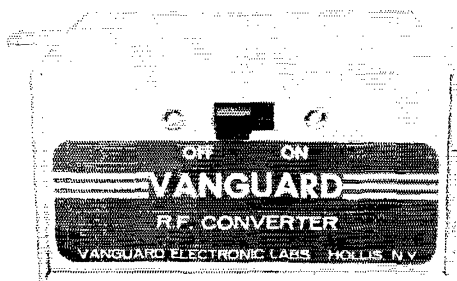 OFF ON
VANGUARD
R.F. CONVERTER
VANGUARD ELECTRONIC LABS. HOLLIS, N.Y.